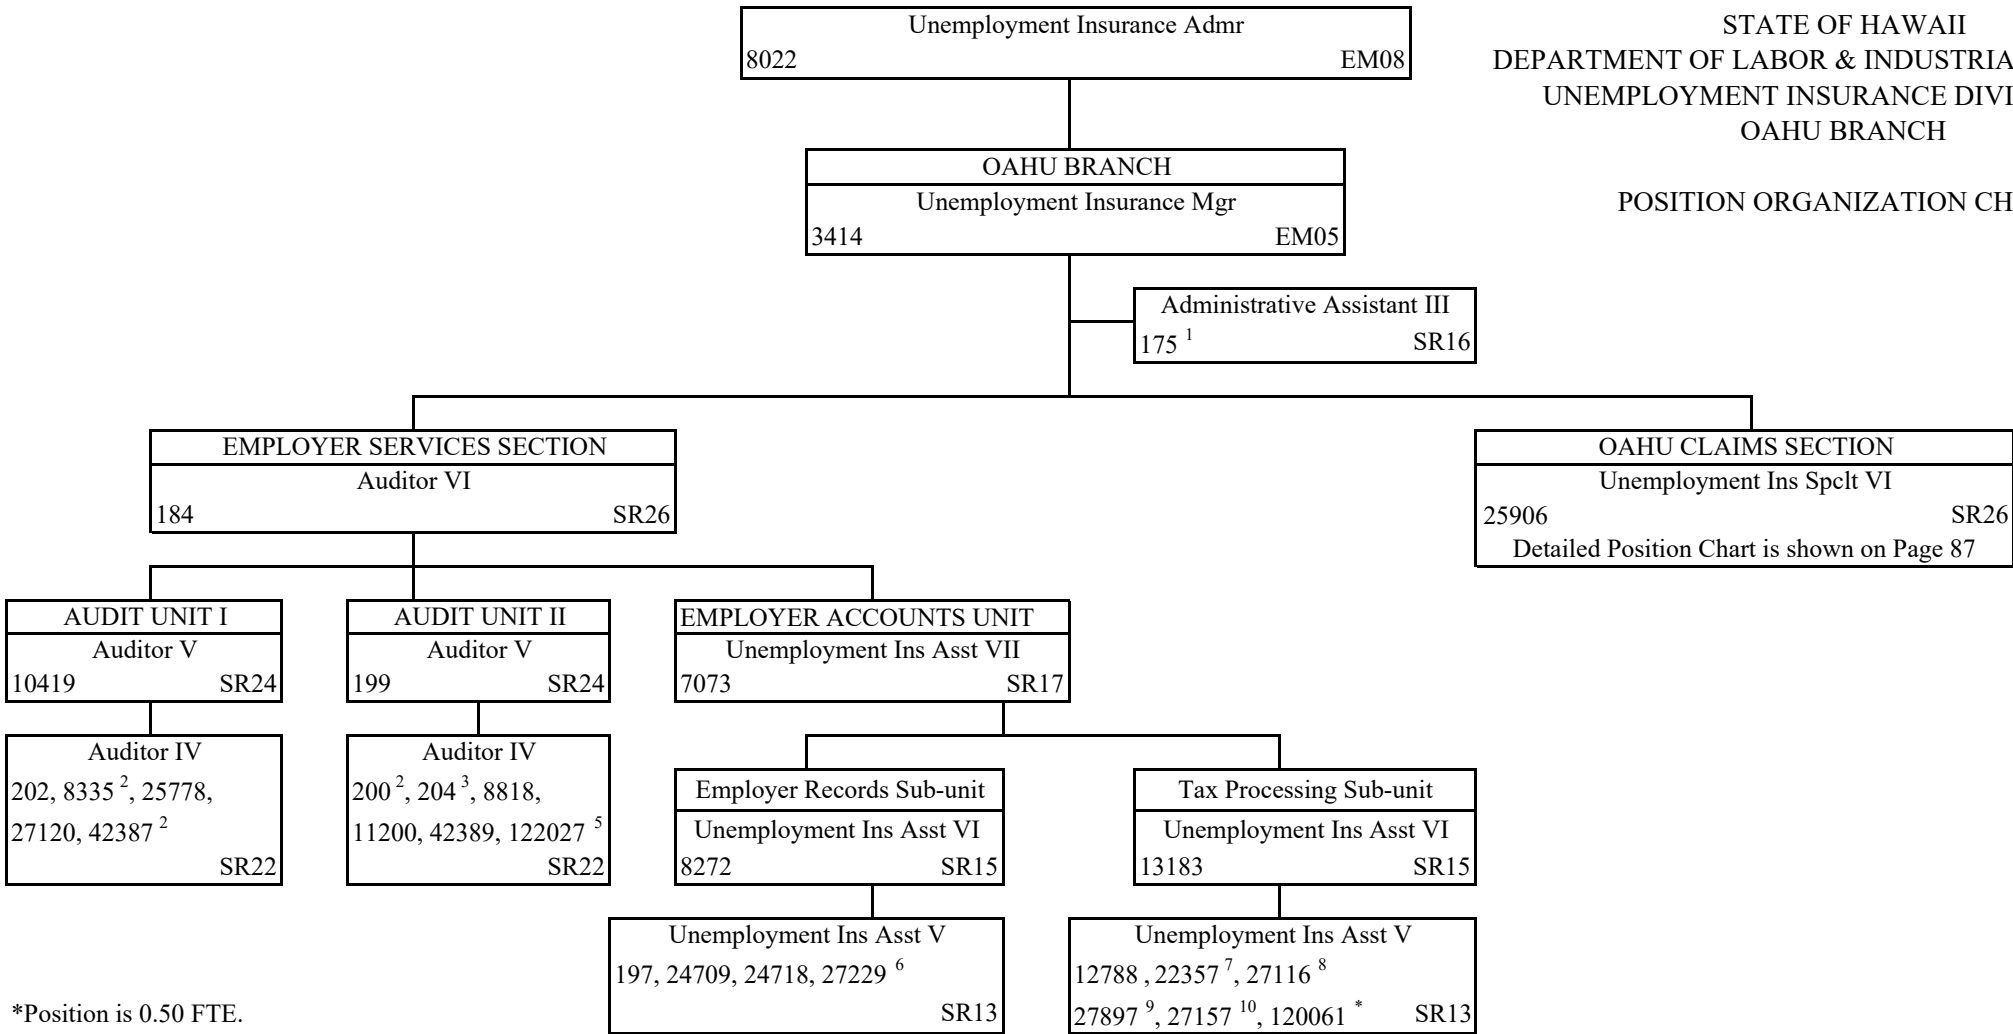 Unemployment Insurance Admr
8022 EM08
STATE OF HAWAII
DEPARTMENT OF LABOR & INDUSTRIA
UNEMPLOYMENT INSURANCE DIVI
OAHU BRANCH
POSITION ORGANIZATION CH
OAHU BRANCH
Unemployment Insurance Mgr
3414 EM05
Administrative Assistant III
175 1 SR16
EMPLOYER SERVICES SECTION
Auditor VI
184 SR26
OAHU CLAIMS SECTION
Unemployment Ins Spclt VI
25906 SR26
Detailed Position Chart is shown on Page 87
AUDIT UNIT I
Auditor V
10419 SR24
AUDIT UNIT II
Auditor V
199 SR24
EMPLOYER ACCOUNTS UNIT
Unemployment Ins Asst VII
7073 SR17
Auditor IV
202, 8335 2, 25778,
27120, 42387 2
SR22
Auditor IV
200 2, 204 3, 8818,
11200, 42389, 122027 5
SR22
Employer Records Sub-unit
Unemployment Ins Asst VI
8272 SR15
Tax Processing Sub-unit
Unemployment Ins Asst VI
13183 SR15
Unemployment Ins Asst V
197, 24709, 24718, 27229 6
SR13
Unemployment Ins Asst V
12788 , 22357 7, 27116 8
27897 9, 27157 10, 120061 * SR13
*Position is 0.50 FTE.